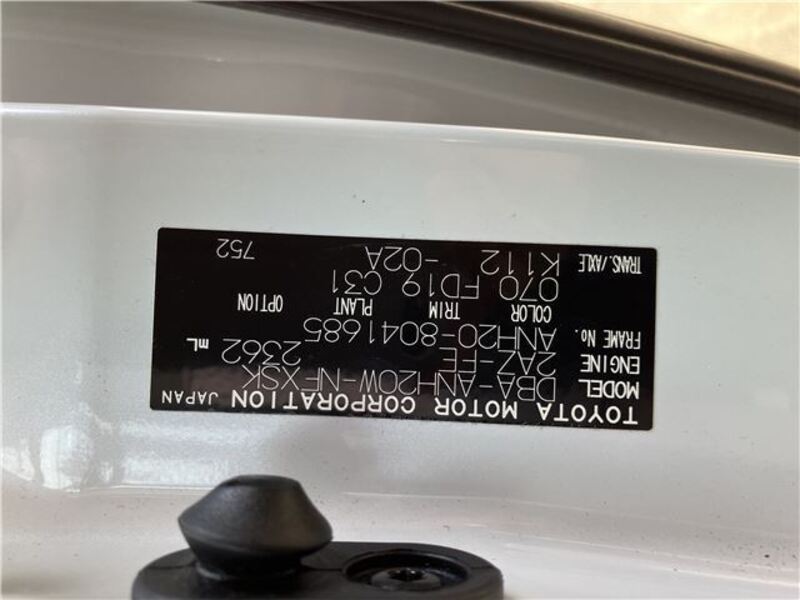 TOYOTA MOTOR CORPORATION JAPAN
MODEL DBA-ANH20W-NFXSK
ENGINE 2AZ-FE 2362 mL
FRAME No. ANH20-8041685
COLOR TRIM PLANT OPTION
070 FD19 C31
TRANS./AXLE K112 -02A 752